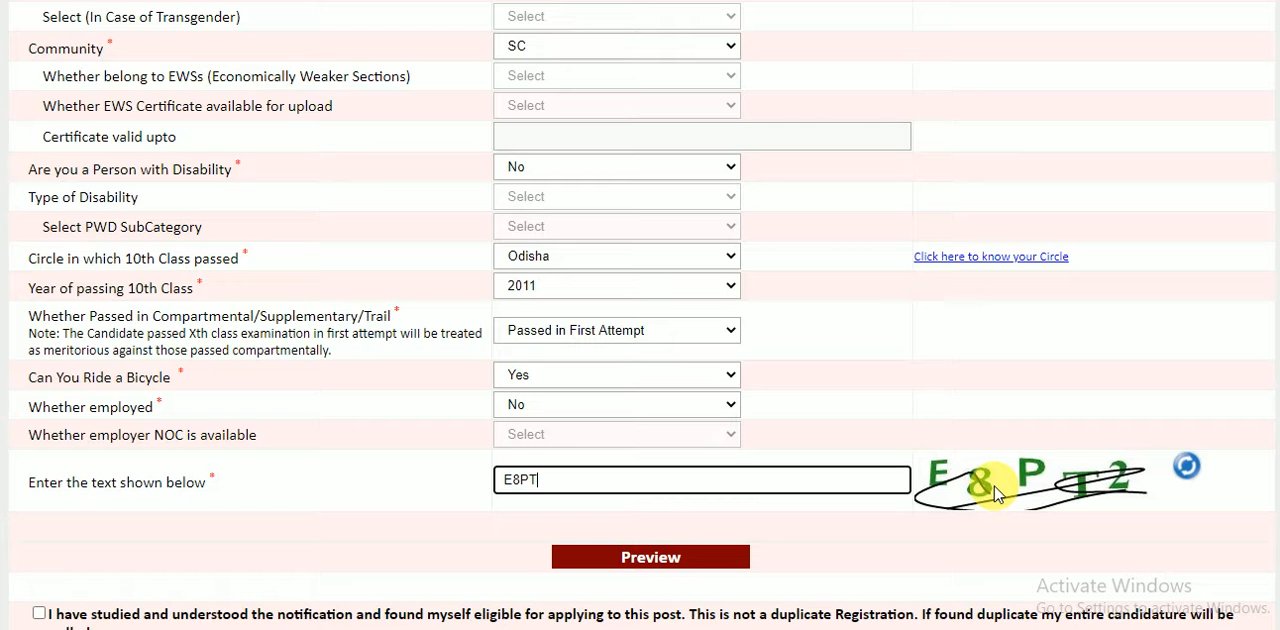 Select (In Case of Transgender) Select
Community * SC
Whether belong to EWSs (Economically Weaker Sections) Select
Whether EWS Certificate available for upload Select
Certificate valid upto
Are you a Person with Disability * No
Type of Disability Select
Select PWD SubCategory Select
Circle in which 10th Class passed * Odisha Click here to know your Circle
Year of passing 10th Class * 2011
Whether Passed in Compartmental/Supplementary/Trail *
Note: The Candidate passed Xth class examination in first attempt will be treated Passed in First Attempt
as meritorious against those passed compartmentally.
Can You Ride a Bicycle * Yes
Whether employed * No
Whether employer NOC is available Select
Enter the text shown below * E8PT E8PT2
Preview
Activate Windows
Go to Settings to activate Windows.
I have studied and understood the notification and found myself eligible for applying to this post. This is not a duplicate Registration. If found duplicate my entire candidature will be